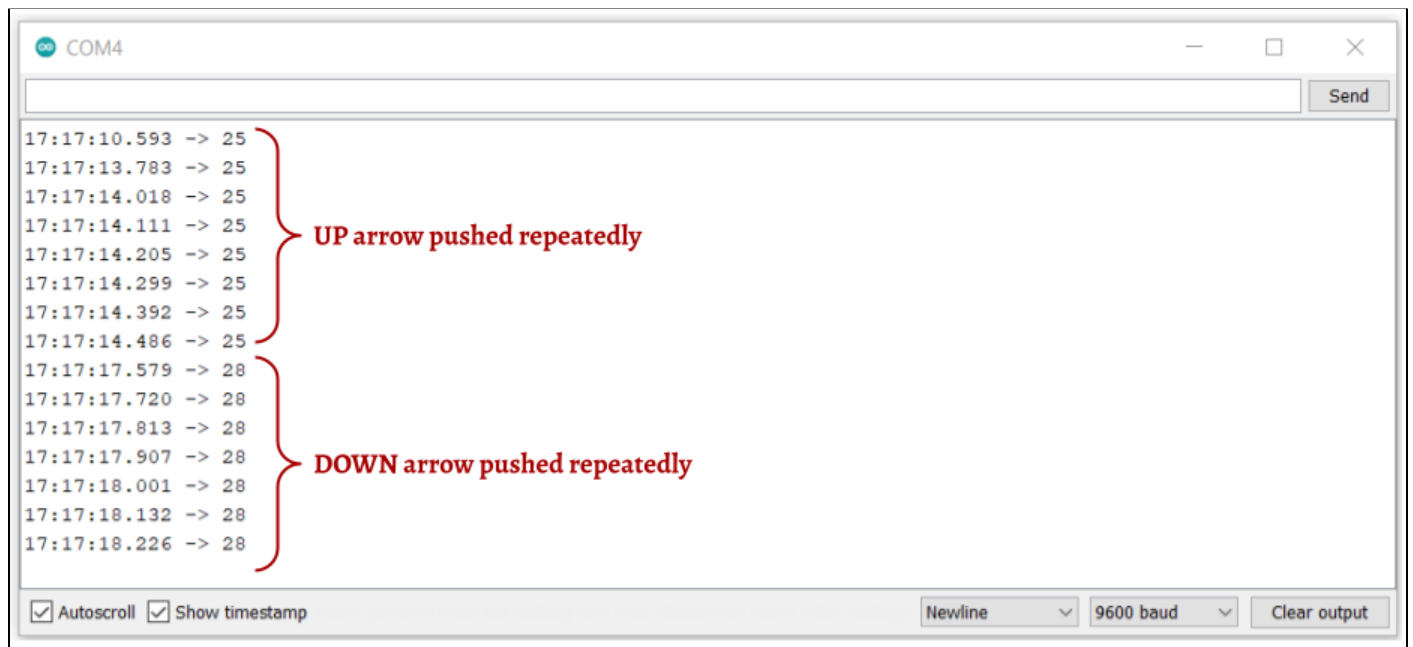 COM4
Send
17:17:10.593 -> 25
17:17:13.783 -> 25
17:17:14.018 -> 25
17:17:14.111 -> 25
UP arrow pushed repeatedly
17:17:14.205 -> 25
17:17:14.299 -> 25
17:17:14.392 -> 25
17:17:14.486 -> 25
17:17:17.579 -> 28
17:17:17.720 -> 28
17:17:17.813 -> 28
17:17:17.907 -> 28
DOWN arrow pushed repeatedly
17:17:18.001 -> 28
17:17:18.132 -> 28
17:17:18.226 -> 28
Autoscroll Show timestamp Newline 9600 baud Clear output